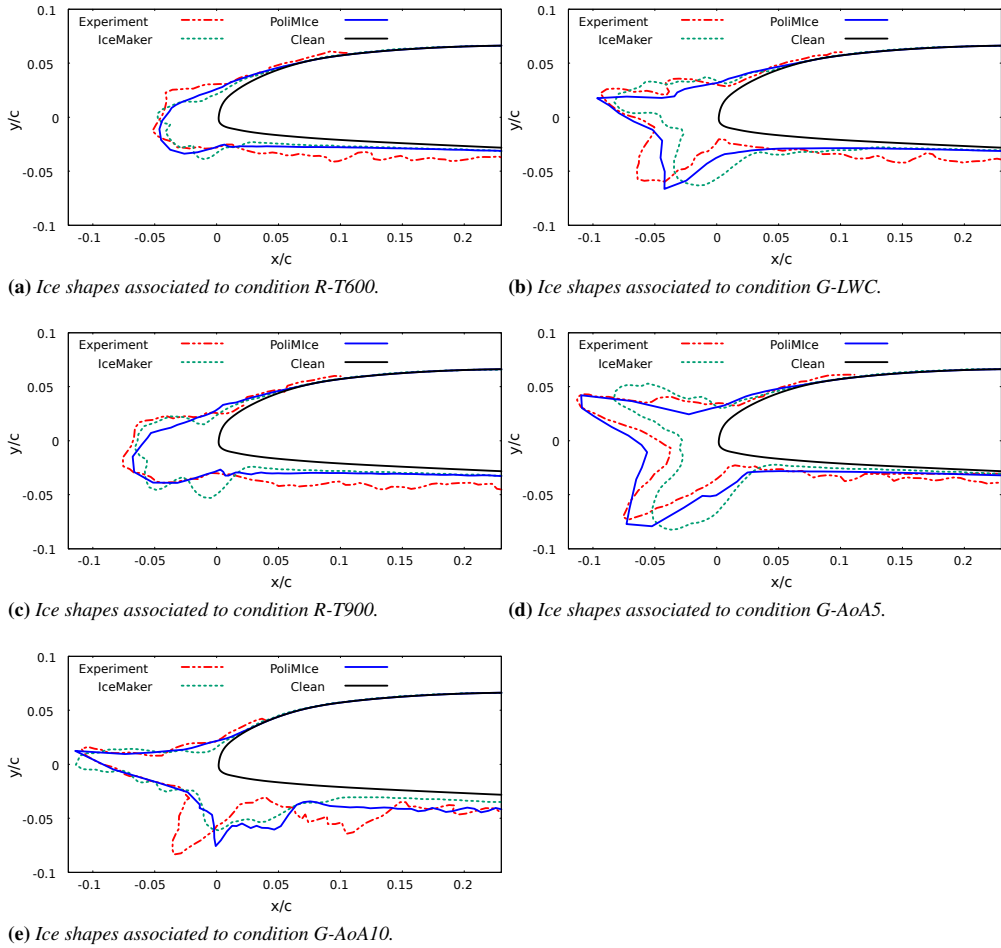 0.1
0.05
0
-0.05
-0.1
y/c
Experiment
IceMaker
PoliMIce
Clean
-0.1 -0.05 0 0.05 0.1 0.15 0.2
x/c
(a) Ice shapes associated to condition R-T600.
0.1
0.05
0
-0.05
-0.1
y/c
Experiment
IceMaker
PoliMIce
Clean
-0.1 -0.05 0 0.05 0.1 0.15 0.2
x/c
(b) Ice shapes associated to condition G-LWC.
0.1
0.05
0
-0.05
-0.1
y/c
Experiment
IceMaker
PoliMIce
Clean
-0.1 -0.05 0 0.05 0.1 0.15 0.2
x/c
(c) Ice shapes associated to condition R-T900.
0.1
0.05
0
-0.05
-0.1
y/c
Experiment
IceMaker
PoliMIce
Clean
-0.1 -0.05 0 0.05 0.1 0.15 0.2
x/c
(d) Ice shapes associated to condition G-AoA5.
0.1
0.05
0
-0.05
-0.1
y/c
Experiment
IceMaker
PoliMIce
Clean
-0.1 -0.05 0 0.05 0.1 0.15 0.2
x/c
(e) Ice shapes associated to condition G-AoA10.